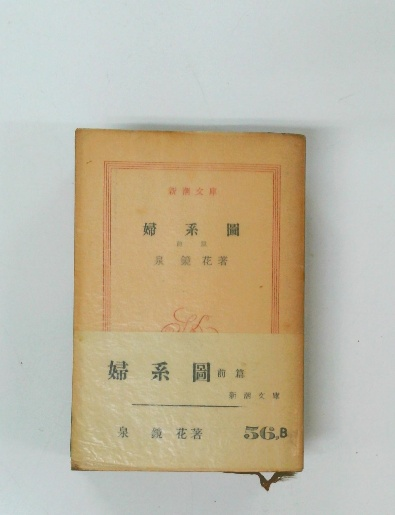 新潮文庫
婦系圖
前篇
泉鏡花著
婦系圖 前篇
新潮文庫
泉鏡花著 56,B